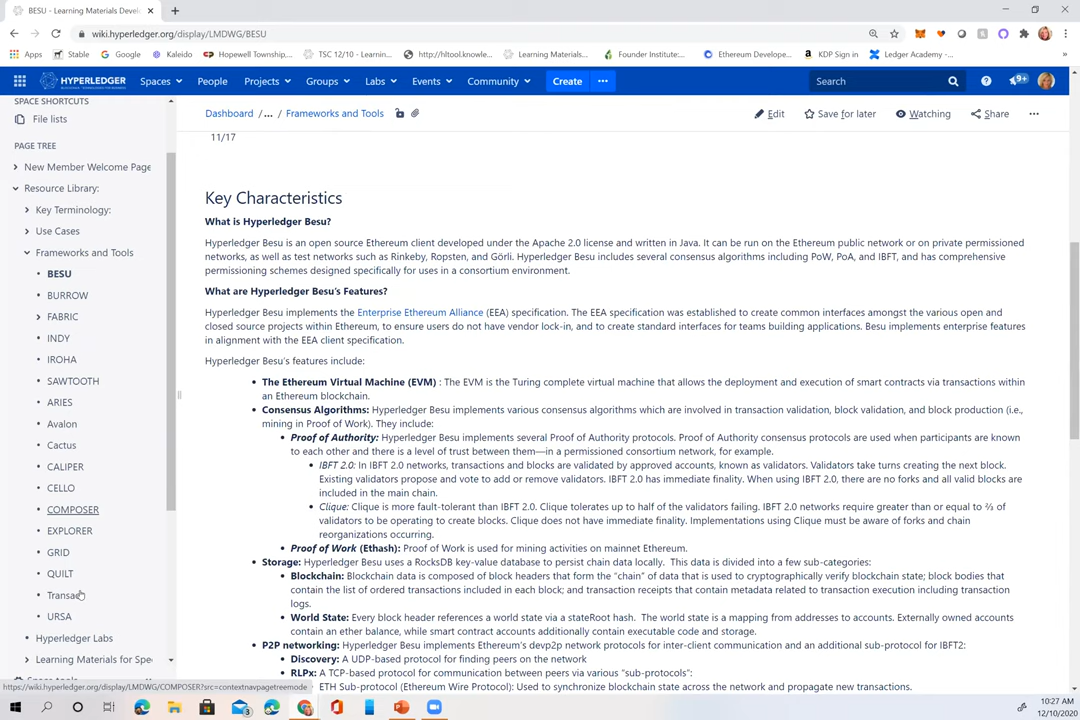 BESU - Learning Materials Devel
wiki.hyperledger.org/display/LMDWG/BESU
Apps
Stable
Google
Kaleido
Hopewell Township,...
TSC 12/10 - Learnin...
http://hltool.knowle...
Learning Materials...
Founder Institute:...
Ethereum Develope...
KDP Sign in
Ledger Academy -...
HYPERLEDGER
Spaces
People
Projects
Groups
Labs
Events
Community
Create
Search
9+
SPACE SHORTCUTS
File lists
PAGE TREE
New Member Welcome Page
Resource Library:
Key Terminology:
Use Cases
Frameworks and Tools
BESU
BURROW
FABRIC
INDY
IROHA
SAWTOOTH
ARIES
Avalon
Cactus
CALIPER
CELLO
COMPOSER
EXPLORER
GRID
QUILT
Transact
URSA
Hyperledger Labs
Learning Materials for Spe
Space tools
Dashboard /... / Frameworks and Tools
Edit
Save for later
Watching
Share
11/17
Key Characteristics
What is Hyperledger Besu?
Hyperledger Besu is an open source Ethereum client developed under the Apache 2.0 license and written in Java. It can be run on the Ethereum public network or on private permissioned
networks, as well as test networks such as Rinkeby, Ropsten, and Görli. Hyperledger Besu includes several consensus algorithms including PoW, PoA, and IBFT, and has comprehensive
permissioning schemes designed specifically for uses in a consortium environment.
What are Hyperledger Besu's Features?
Hyperledger Besu implements the Enterprise Ethereum Alliance (EEA) specification. The EEA specification was established to create common interfaces amongst the various open and
closed source projects within Ethereum, to ensure users do not have vendor lock-in, and to create standard interfaces for teams building applications. Besu implements enterprise features
in alignment with the EEA client specification.
Hyperledger Besu's features include:
The Ethereum Virtual Machine (EVM) : The EVM is the Turing complete virtual machine that allows the deployment and execution of smart contracts via transactions within
an Ethereum blockchain.
Consensus Algorithms: Hyperledger Besu implements various consensus algorithms which are involved in transaction validation, block validation, and block production (i.e.,
mining in Proof of Work). They include:
Proof of Authority: Hyperledger Besu implements several Proof of Authority protocols. Proof of Authority consensus protocols are used when participants are known
to each other and there is a level of trust between them—in a permissioned consortium network, for example.
IBFT 2.0: In IBFT 2.0 networks, transactions and blocks are validated by approved accounts, known as validators. Validators take turns creating the next block.
Existing validators propose and vote to add or remove validators. IBFT 2.0 has immediate finality. When using IBFT 2.0, there are no forks and all valid blocks are
included in the main chain.
Clique: Clique is more fault-tolerant than IBFT 2.0. Clique tolerates up to half of the validators failing. IBFT 2.0 networks require greater than or equal to ⅔ of
validators to be operating to create blocks. Clique does not have immediate finality. Implementations using Clique must be aware of forks and chain
reorganizations occurring.
Proof of Work (Ethash): Proof of Work is used for mining activities on mainnet Ethereum.
Storage: Hyperledger Besu uses a RocksDB key-value database to persist chain data locally. This data is divided into a few sub-categories:
Blockchain: Blockchain data is composed of block headers that form the “chain” of data that is used to cryptographically verify blockchain state; block bodies that
contain the list of ordered transactions included in each block; and transaction receipts that contain metadata related to transaction execution including transaction
logs.
World State: Every block header references a world state via a stateRoot hash. The world state is a mapping from addresses to accounts. Externally owned accounts
contain an ether balance, while smart contract accounts additionally contain executable code and storage.
P2P networking: Hyperledger Besu implements Ethereum's devp2p network protocols for inter-client communication and an additional sub-protocol for IBFT2:
Discovery: A UDP-based protocol for finding peers on the network
RLPx: A TCP-based protocol for communication between peers via various “sub-protocols”:
ETH Sub-protocol (Ethereum Wire Protocol): Used to synchronize blockchain state across the network and propagate new transactions.
https://wiki.hyperledger.org/display/LMDWG/COMPOSER?src=contextnavpagetreemode
10:27 AM
12/10/2020